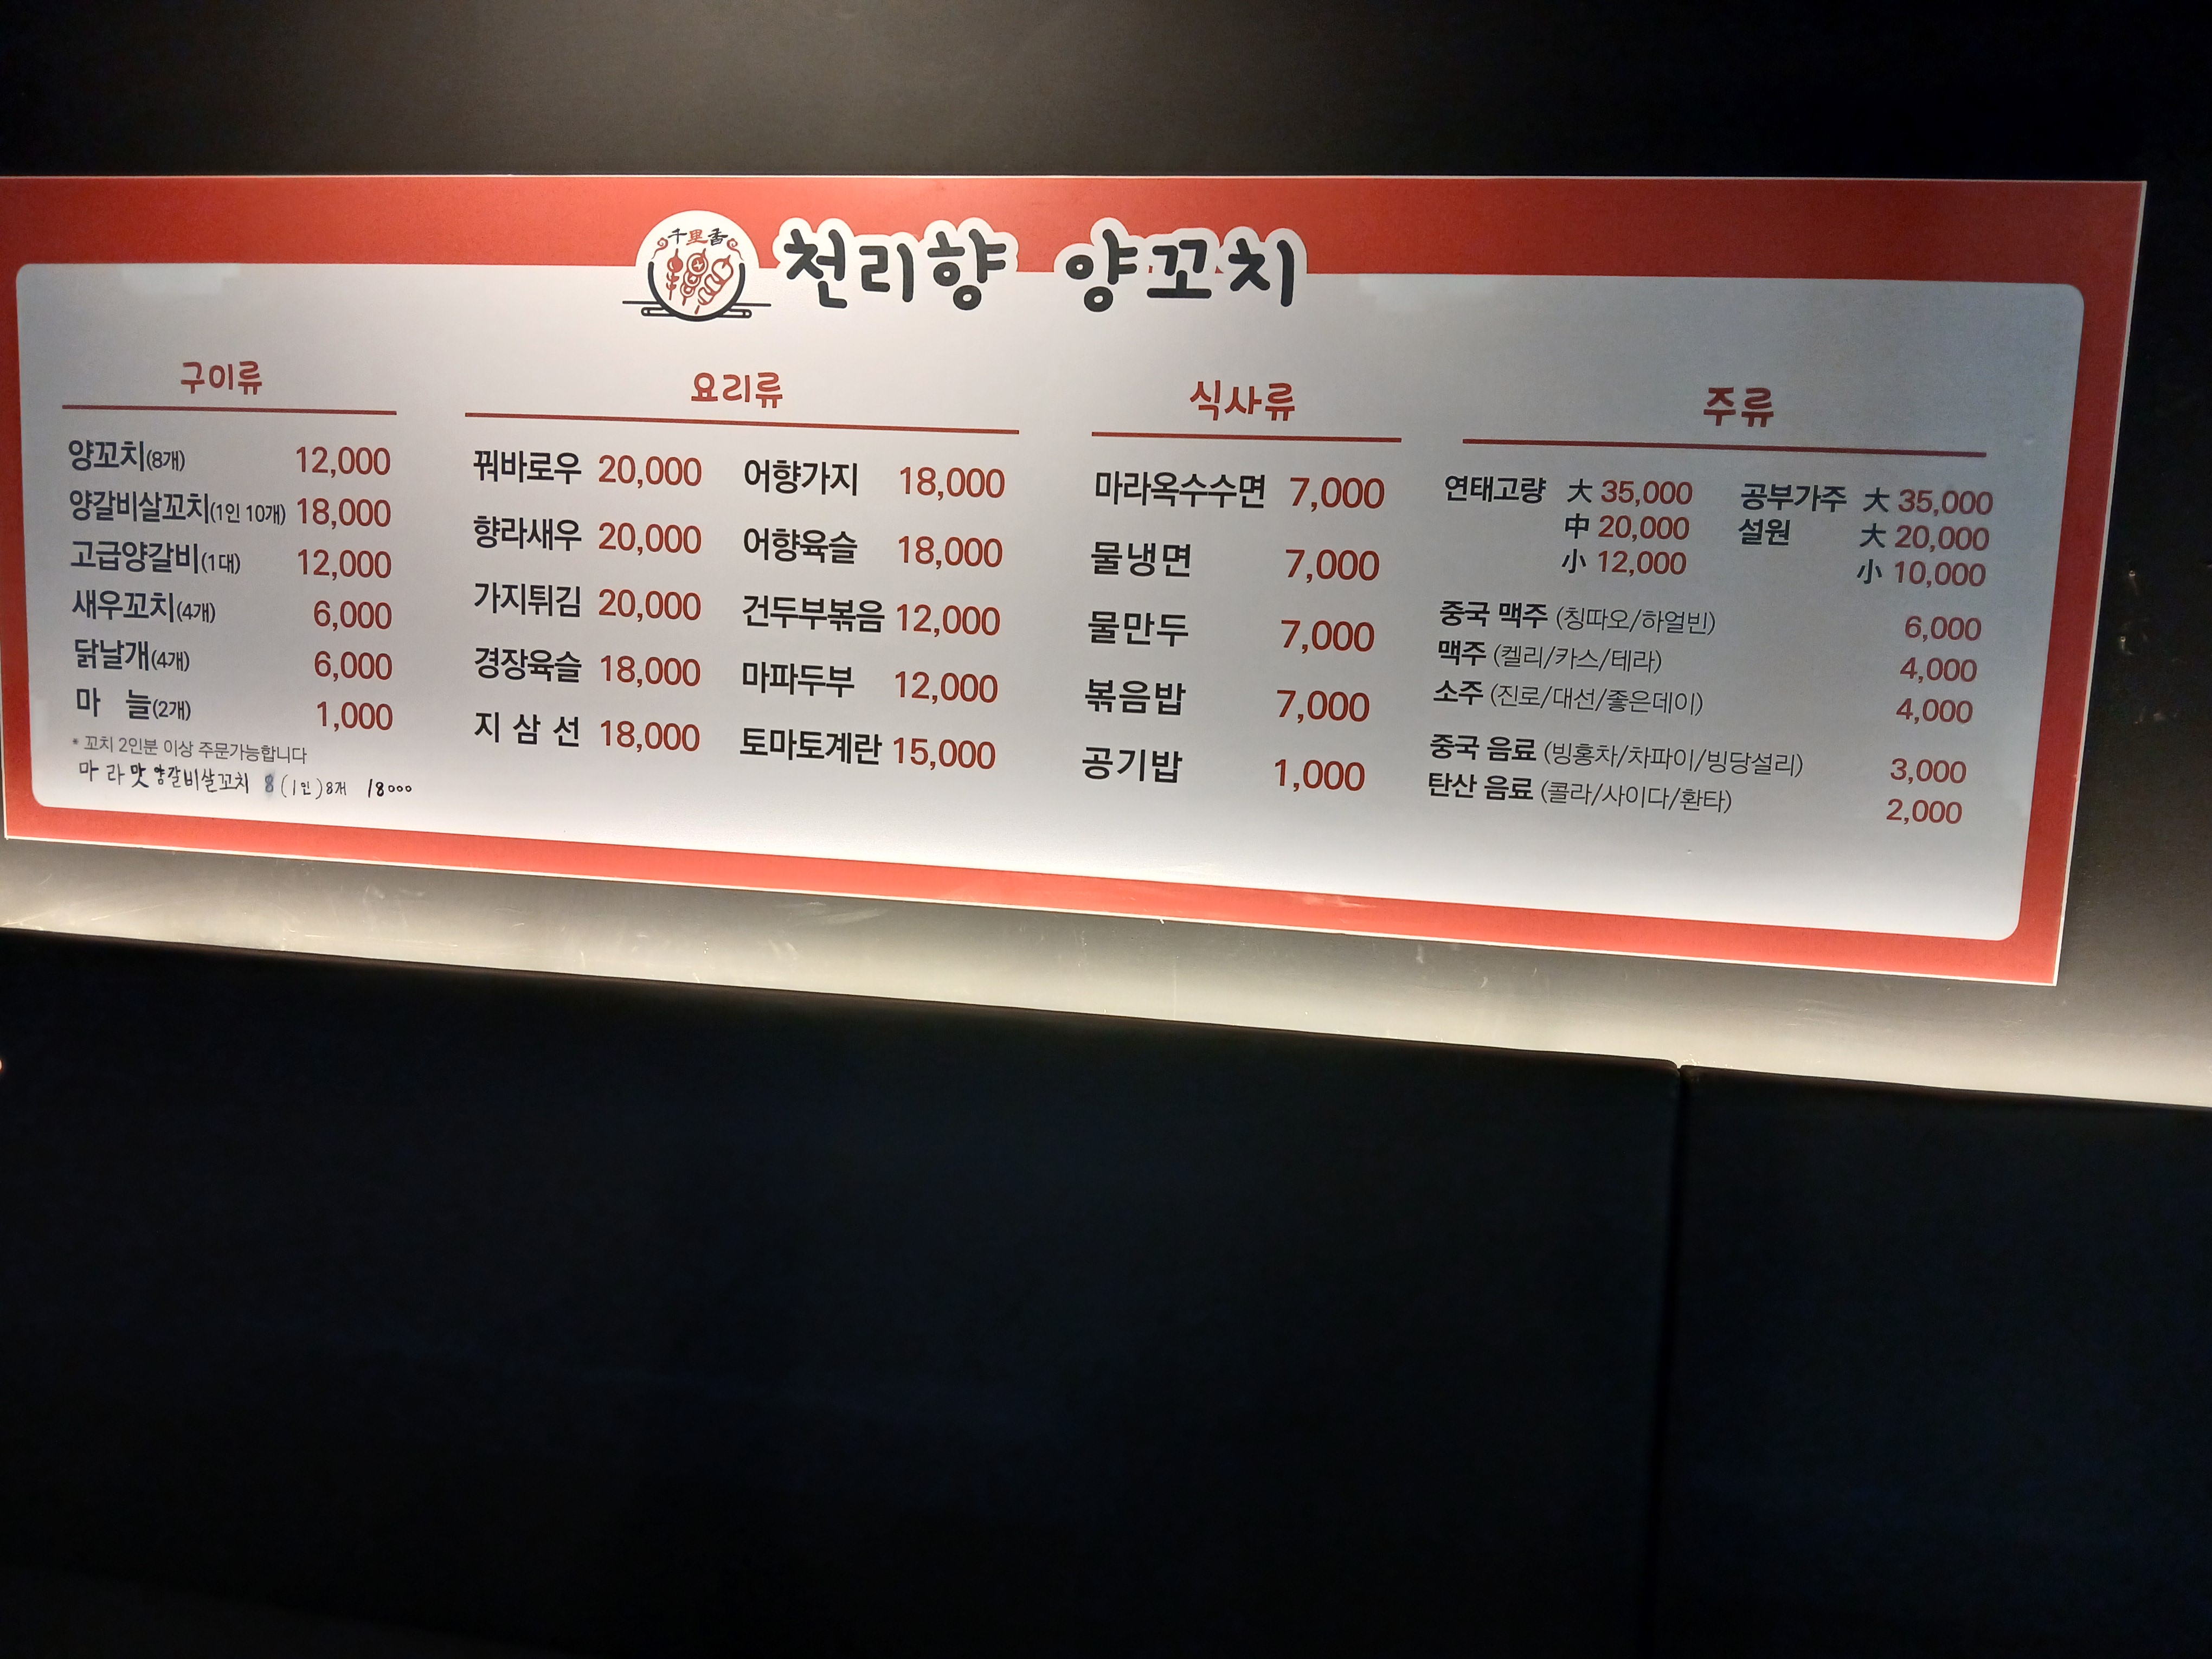 千里香
천리향 양꼬치
구이류
양꼬치(8개) 12,000
양갈비살꼬치(1인 10개) 18,000
고급양갈비(1대) 12,000
새우꼬치(4개) 6,000
닭날개(4개) 6,000
마 늘(2개) 1,000
* 꼬치 2인분 이상 주문가능합니다
마라맛 양갈비살꼬치 8 (1인) 8개 18000
요리류
꿔바로우 20,000
향라새우 20,000
가지튀김 20,000
경장육슬 18,000
지 삼 선 18,000
어향가지 18,000
어향육슬 18,000
건두부볶음 12,000
마파두부 12,000
토마토계란 15,000
식사류
마라옥수수면 7,000
물냉면 7,000
물만두 7,000
볶음밥 7,000
공기밥 1,000
주류
연태고량 大 35,000
中 20,000
小 12,000
공부가주 大 35,000
설원 大 20,000
小 10,000
중국 맥주 (칭따오/하얼빈) 6,000
맥주 (켈리/카스/테라) 4,000
소주 (진로/대선/좋은데이) 4,000
중국 음료 (빙홍차/차파이/빙당설리) 3,000
탄산 음료 (콜라/사이다/환타) 2,000